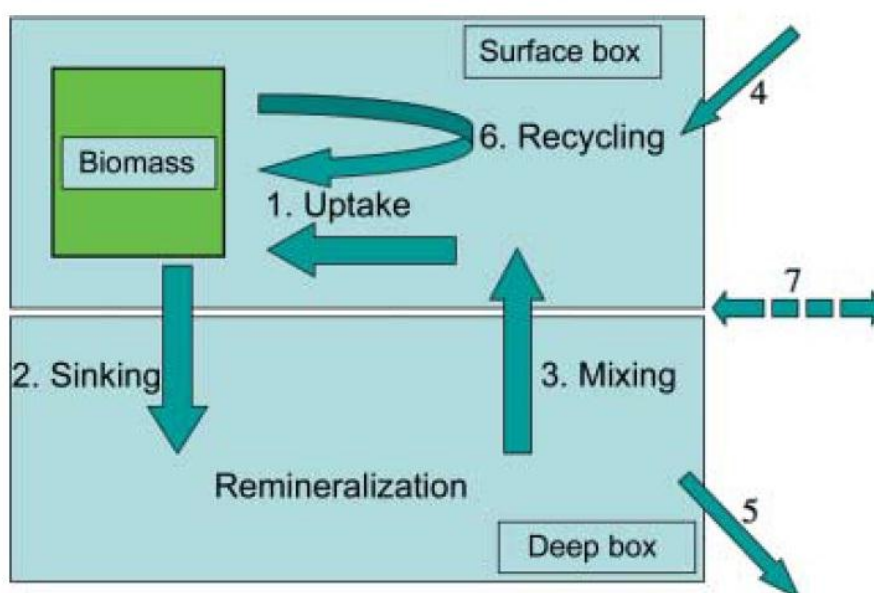 Surface box
4
Biomass
6. Recycling
1. Uptake
7
2. Sinking
3. Mixing
Remineralization
5
Deep box